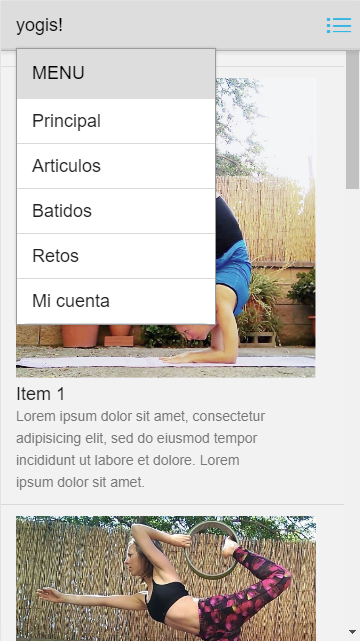 yogis!
MENU
Principal
Articulos
Batidos
Retos
Mi cuenta
Item 1
Lorem ipsum dolor sit amet, consectetur
adipisicing elit, sed do eiusmod tempor
incididunt ut labore et dolore. Lorem
ipsum dolor sit amet.